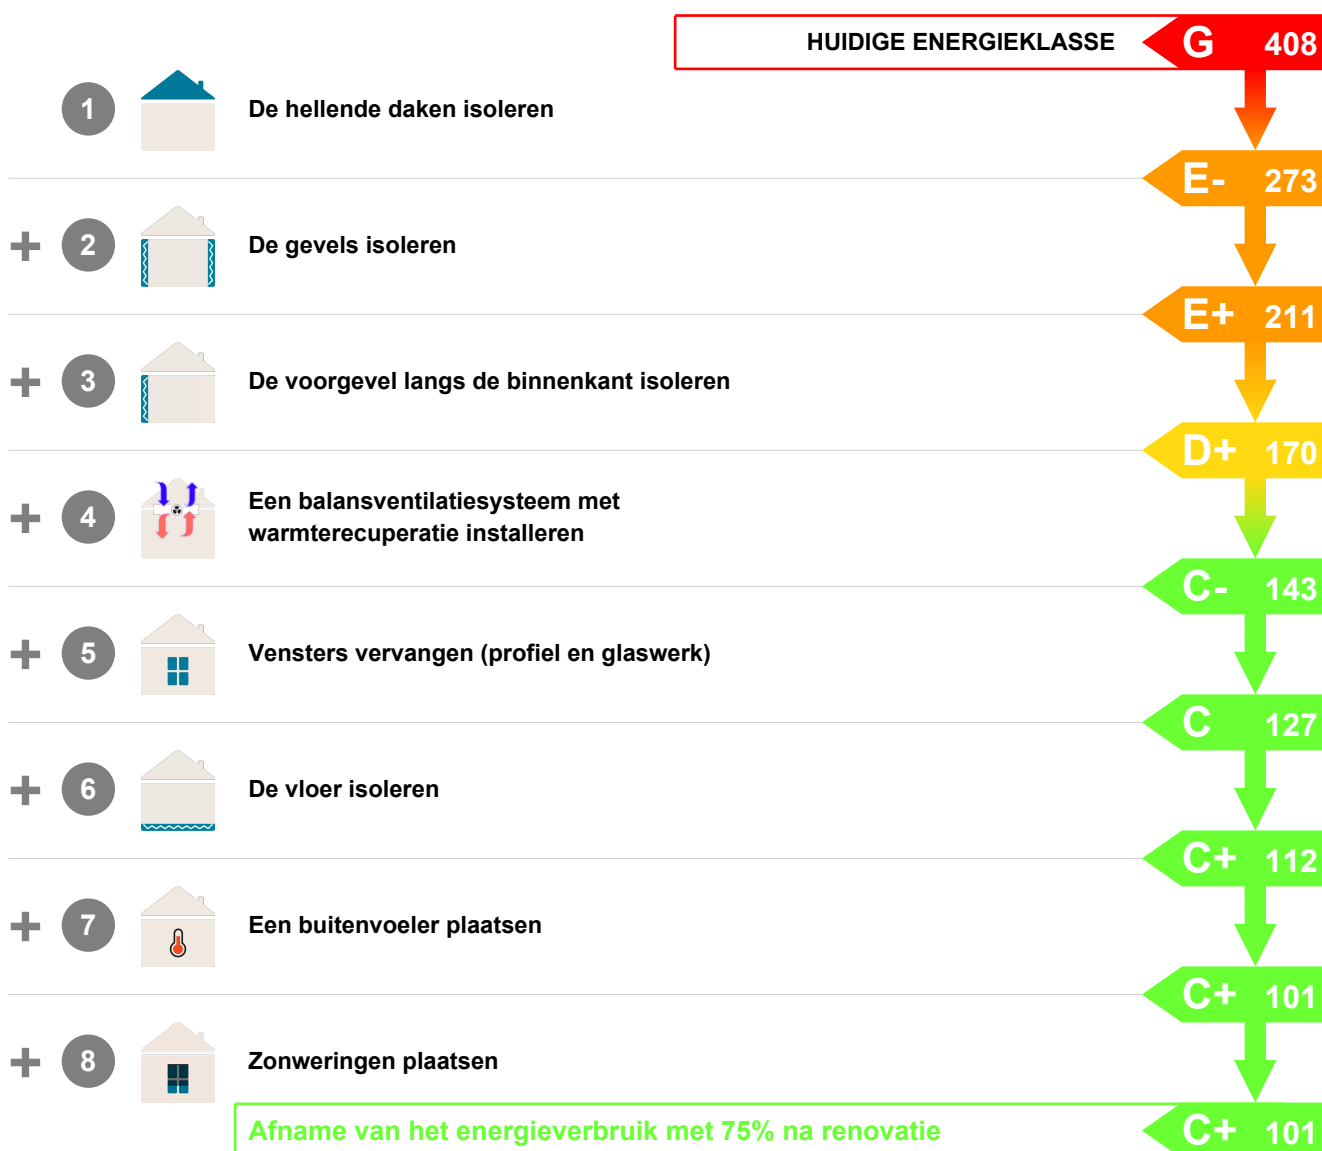 HUIDIGE ENERGIEKLASSE G 408
1 De hellende daken isoleren
E- 273
+ 2 De gevels isoleren
E+ 211
+ 3 De voorgevel langs de binnenkant isoleren
D+ 170
+ 4 Een balansventilatiesysteem met
warmterecuperatie installeren
C- 143
+ 5 Vensters vervangen (profiel en glaswerk)
C 127
+ 6 De vloer isoleren
C+ 112
+ 7 Een buitenvoeler plaatsen
C+ 101
+ 8 Zonweringen plaatsen
Afname van het energieverbruik met 75% na renovatie C+ 101